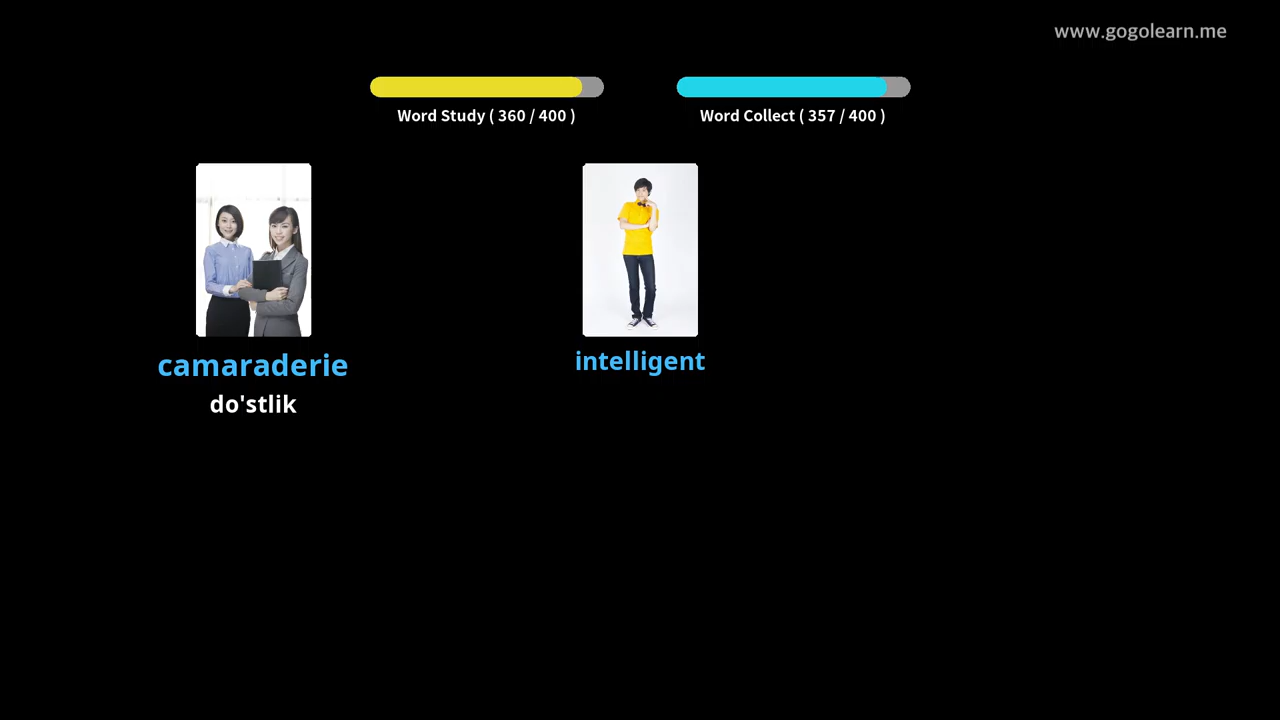 www.gogolearn.me
Word Study ( 360 / 400 )
Word Collect ( 357 / 400 )
camaraderie
do'stlik
intelligent